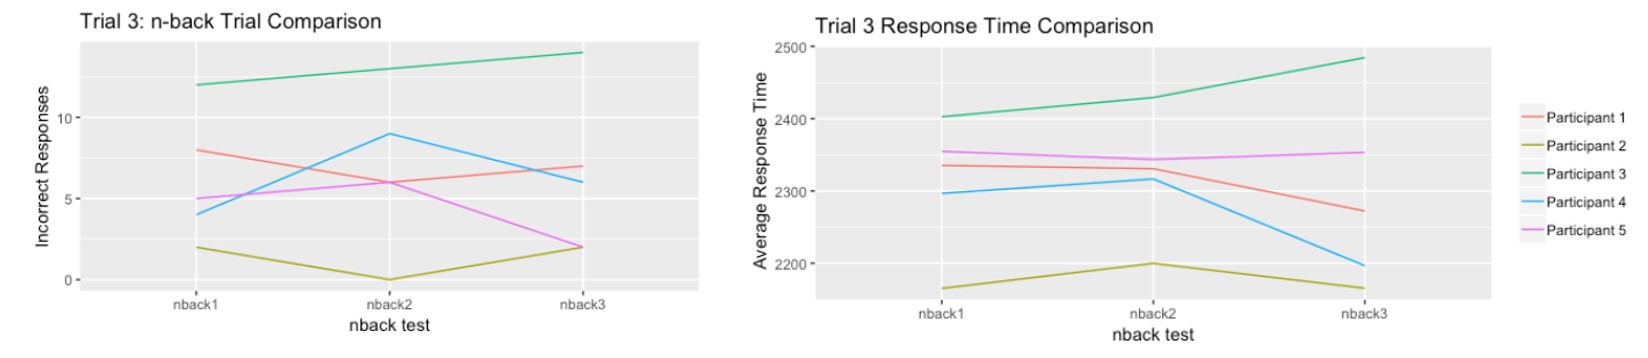 Trial 3: n-back Trial Comparison
Incorrect Responses
10
5
0
nback1 nback2 nback3
nback test
Trial 3 Response Time Comparison
Average Response Time
2500
2400
2300
2200
nback1 nback2 nback3
nback test
Participant 1
Participant 2
Participant 3
Participant 4
Participant 5